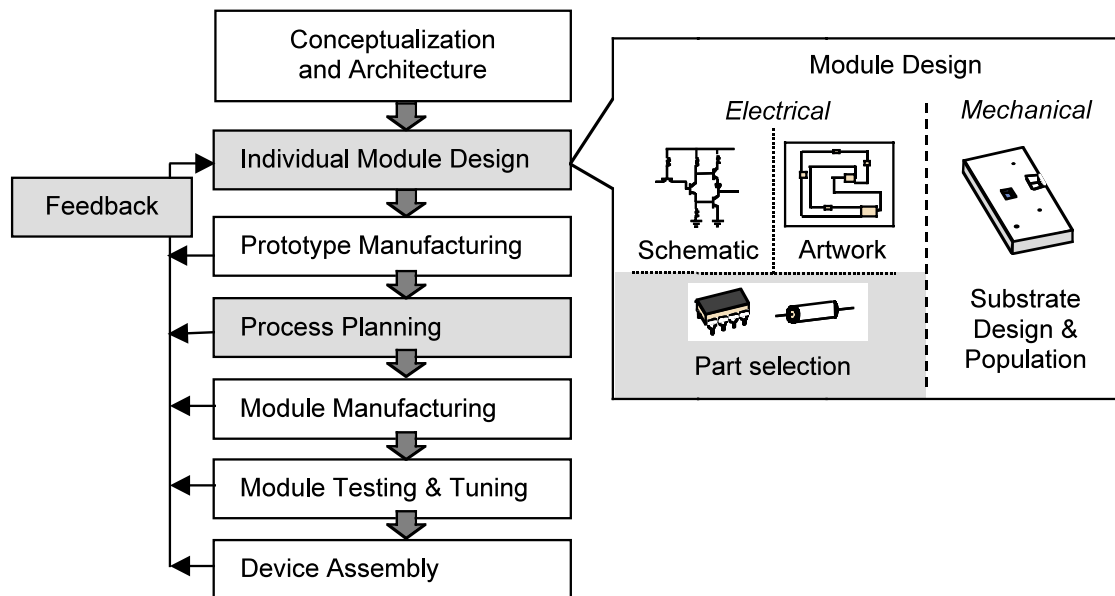 Conceptualization
and Architecture
Individual Module Design
Feedback
Prototype Manufacturing
Process Planning
Module Manufacturing
Module Testing & Tuning
Device Assembly
Module Design
Electrical
Mechanical
Schematic
Artwork
Part selection
Substrate
Design &
Population